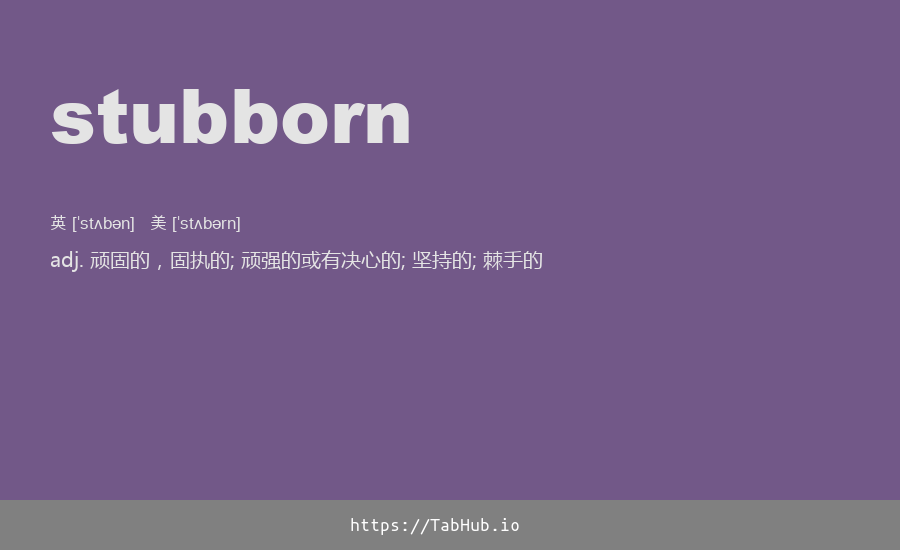 stubborn
英 [ˈstʌbən] 美 [ˈstʌbərn]
adj. 顽固的，固执的; 顽强的或有决心的; 坚持的; 棘手的
https://TabHub.io